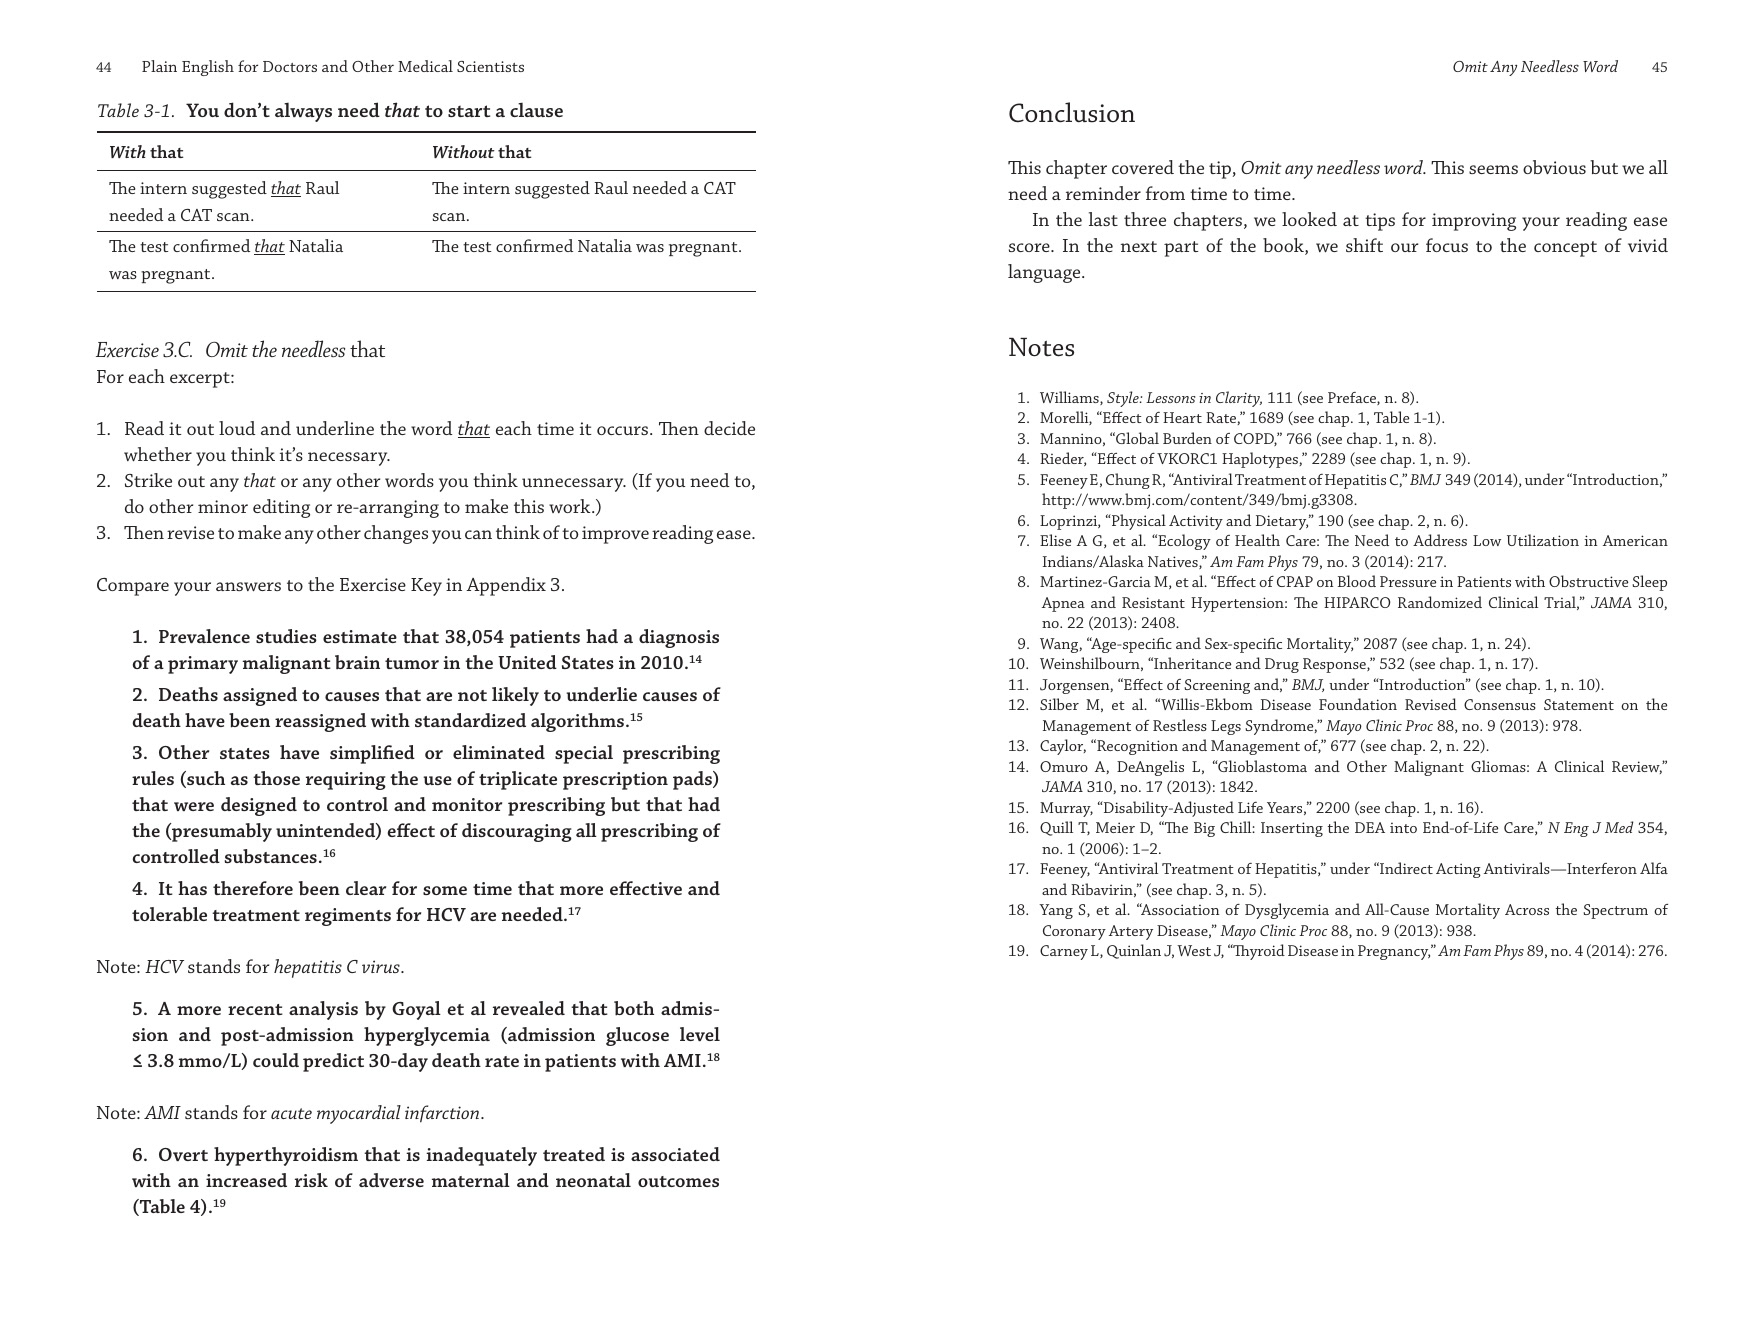 44 Plain English for Doctors and Other Medical Scientists
Table 3-1. You don’t always need that to start a clause
With that Without that
The intern suggested that Raul The intern suggested Raul needed a CAT
needed a CAT scan. scan.
The test confirmed that Natalia The test confirmed Natalia was pregnant.
was pregnant.
Exercise 3.C. Omit the needless that
For each excerpt:
1. Read it out loud and underline the word that each time it occurs. Then decide
whether you think it’s necessary.
2. Strike out any that or any other words you think unnecessary. (If you need to,
do other minor editing or re-arranging to make this work.)
3. Then revise to make any other changes you can think of to improve reading ease.
Compare your answers to the Exercise Key in Appendix 3.
1. Prevalence studies estimate that 38,054 patients had a diagnosis
of a primary malignant brain tumor in the United States in 2010.14
2. Deaths assigned to causes that are not likely to underlie causes of
death have been reassigned with standardized algorithms.15
3. Other states have simplified or eliminated special prescribing
rules (such as those requiring the use of triplicate prescription pads)
that were designed to control and monitor prescribing but that had
the (presumably unintended) effect of discouraging all prescribing of
controlled substances.16
4. It has therefore been clear for some time that more effective and
tolerable treatment regiments for HCV are needed.17
Note: HCV stands for hepatitis C virus.
5. A more recent analysis by Goyal et al revealed that both admis-
sion and post-admission hyperglycemia (admission glucose level
≤ 3.8 mmo/L) could predict 30-day death rate in patients with AMI.18
Note: AMI stands for acute myocardial infarction.
6. Overt hyperthyroidism that is inadequately treated is associated
with an increased risk of adverse maternal and neonatal outcomes
(Table 4).19
Omit Any Needless Word 45
Conclusion
This chapter covered the tip, Omit any needless word. This seems obvious but we all
need a reminder from time to time.
In the last three chapters, we looked at tips for improving your reading ease
score. In the next part of the book, we shift our focus to the concept of vivid
language.
Notes
1. Williams, Style: Lessons in Clarity, 111 (see Preface, n. 8).
2. Morelli, “Effect of Heart Rate,” 1689 (see chap. 1, Table 1-1).
3. Mannino, “Global Burden of COPD,” 766 (see chap. 1, n. 8).
4. Rieder, “Effect of VKORC1 Haplotypes,” 2289 (see chap. 1, n. 9).
5. Feeney E, Chung R, “Antiviral Treatment of Hepatitis C,” BMJ 349 (2014), under “Introduction,”
http://www.bmj.com/content/349/bmj.g3308.
6. Loprinzi, “Physical Activity and Dietary,” 190 (see chap. 2, n. 6).
7. Elise A G, et al. “Ecology of Health Care: The Need to Address Low Utilization in American
Indians/Alaska Natives,” Am Fam Phys 79, no. 3 (2014): 217.
8. Martinez-Garcia M, et al. “Effect of CPAP on Blood Pressure in Patients with Obstructive Sleep
Apnea and Resistant Hypertension: The HIPARCO Randomized Clinical Trial,” JAMA 310,
no. 22 (2013): 2408.
9. Wang, “Age-specific and Sex-specific Mortality,” 2087 (see chap. 1, n. 24).
10. Weinshilbourn, “Inheritance and Drug Response,” 532 (see chap. 1, n. 17).
11. Jorgensen, “Effect of Screening and,” BMJ, under “Introduction” (see chap. 1, n. 10).
12. Silber M, et al. “Willis-Ekbom Disease Foundation Revised Consensus Statement on the
Management of Restless Legs Syndrome,” Mayo Clinic Proc 88, no. 9 (2013): 978.
13. Caylor, “Recognition and Management of,” 677 (see chap. 2, n. 22).
14. Omuro A, DeAngelis L, “Glioblastoma and Other Malignant Gliomas: A Clinical Review,”
JAMA 310, no. 17 (2013): 1842.
15. Murray, “Disability-Adjusted Life Years,” 2200 (see chap. 1, n. 16).
16. Quill T, Meier D, “The Big Chill: Inserting the DEA into End-of-Life Care,” N Eng J Med 354,
no. 1 (2006): 1–2.
17. Feeney, “Antiviral Treatment of Hepatitis,” under “Indirect Acting Antivirals—Interferon Alfa
and Ribavirin,” (see chap. 3, n. 5).
18. Yang S, et al. “Association of Dysglycemia and All-Cause Mortality Across the Spectrum of
Coronary Artery Disease,” Mayo Clinic Proc 88, no. 9 (2013): 938.
19. Carney L, Quinlan J, West J, “Thyroid Disease in Pregnancy,” Am Fam Phys 89, no. 4 (2014): 276.